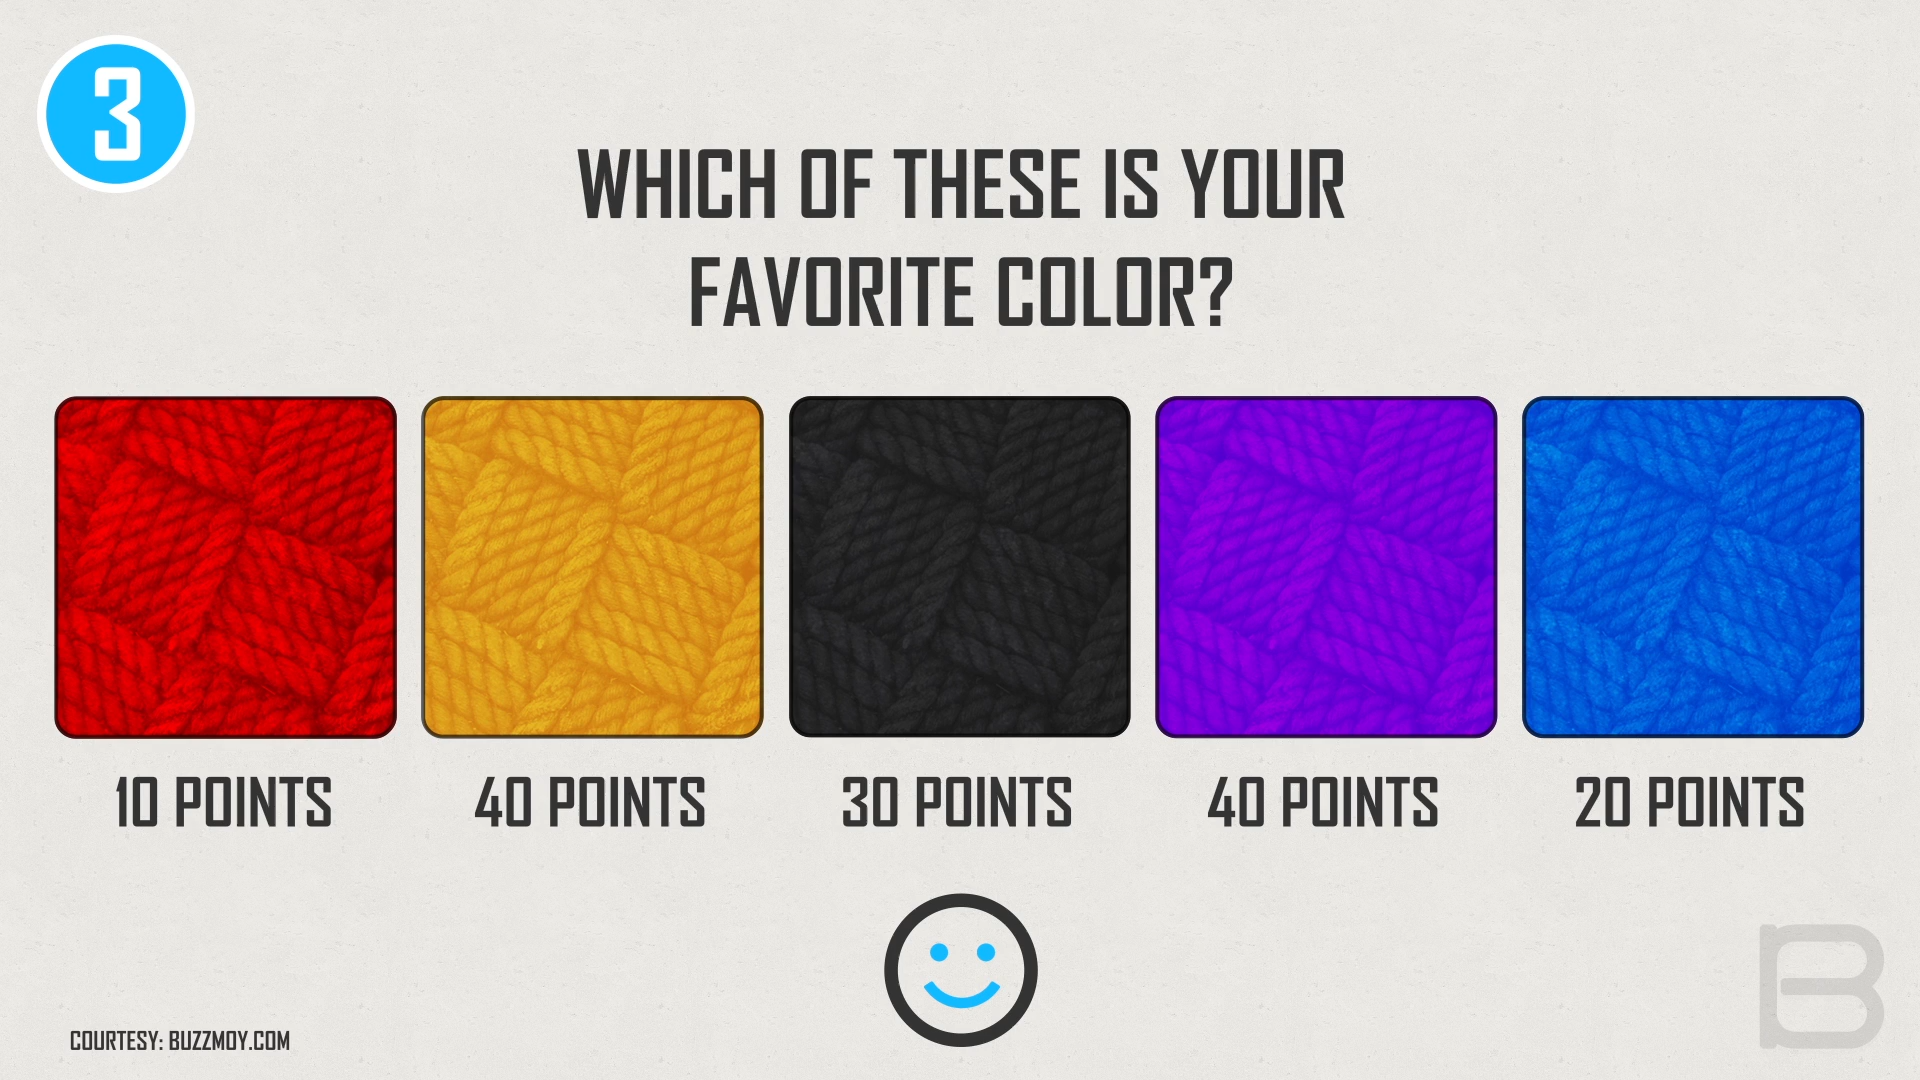 3
WHICH OF THESE IS YOUR
FAVORITE COLOR?
10 POINTS
40 POINTS
30 POINTS
40 POINTS
20 POINTS
COURTESY: BUZZMOY.COM
B